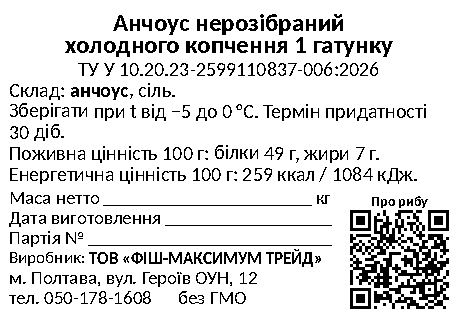 Анчоус нерозібраний
холодного копчення 1 гатунку
ТУ У 10.20.23-2599110837-006:2026
Склад: анчоус, сіль.
Зберігати при t від −5 до 0 °С. Термін придатності
30 діб.
Поживна цінність 100 г: білки 49 г, жири 7 г.
Енергетична цінність 100 г: 259 ккал / 1084 кДж.
Маса нетто ____________________ кг
Дата виготовлення ________________
Партія № ________________________
Про рибу
Виробник: ТОВ «ФІШ-МАКСИМУМ ТРЕЙД»
м. Полтава, вул. Героїв ОУН, 12
тел. 050-178-1608 без ГМО